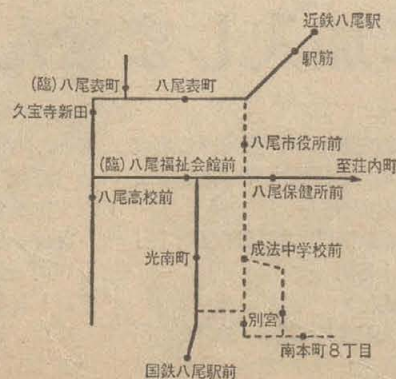 近鉄八尾駅
駅筋
(臨)八尾表町
八尾表町
久宝寺新田
八尾市役所前
(臨)八尾福祉会館前
至荘内町
八尾高校前
八尾保健所前
光南町
成法中学校前
別宮
南本町8丁目
国鉄八尾駅前